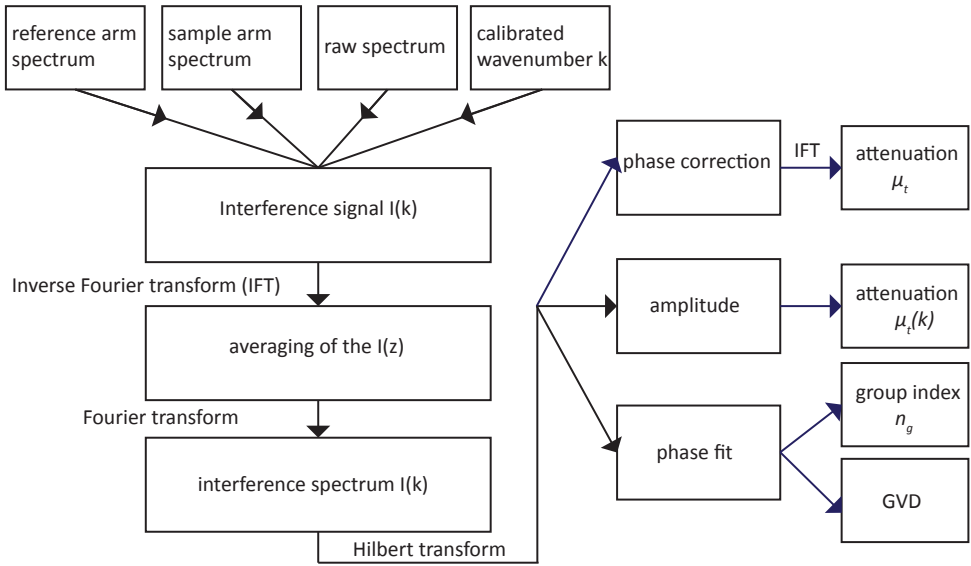 reference arm
spectrum
sample arm
spectrum
raw spectrum
calibrated
wavenumber k
Interference signal I(k)
Inverse Fourier transform (IFT)
averaging of the I(z)
Fourier transform
interference spectrum I(k)
Hilbert transform
phase correction
IFT
attenuation
μₜ
amplitude
attenuation
μₜ(k)
phase fit
group index
n_g
GVD